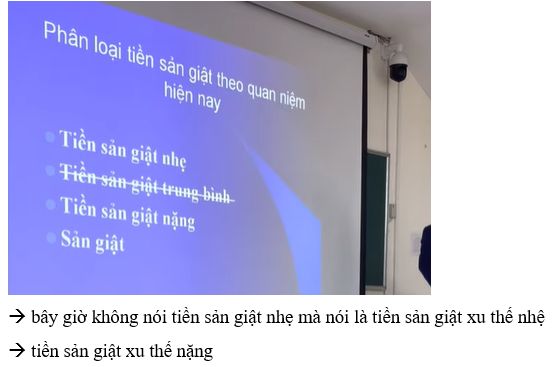 Phân loại tiền sản giật theo quan niệm
hiện nay
Tiền sản giật nhẹ
Tiền sản giật trung bình
Tiền sản giật nặng
Sản giật
→ bây giờ không nói tiền sản giật nhẹ mà nói là tiền sản giật xu thế nhẹ
→ tiền sản giật xu thế nặng